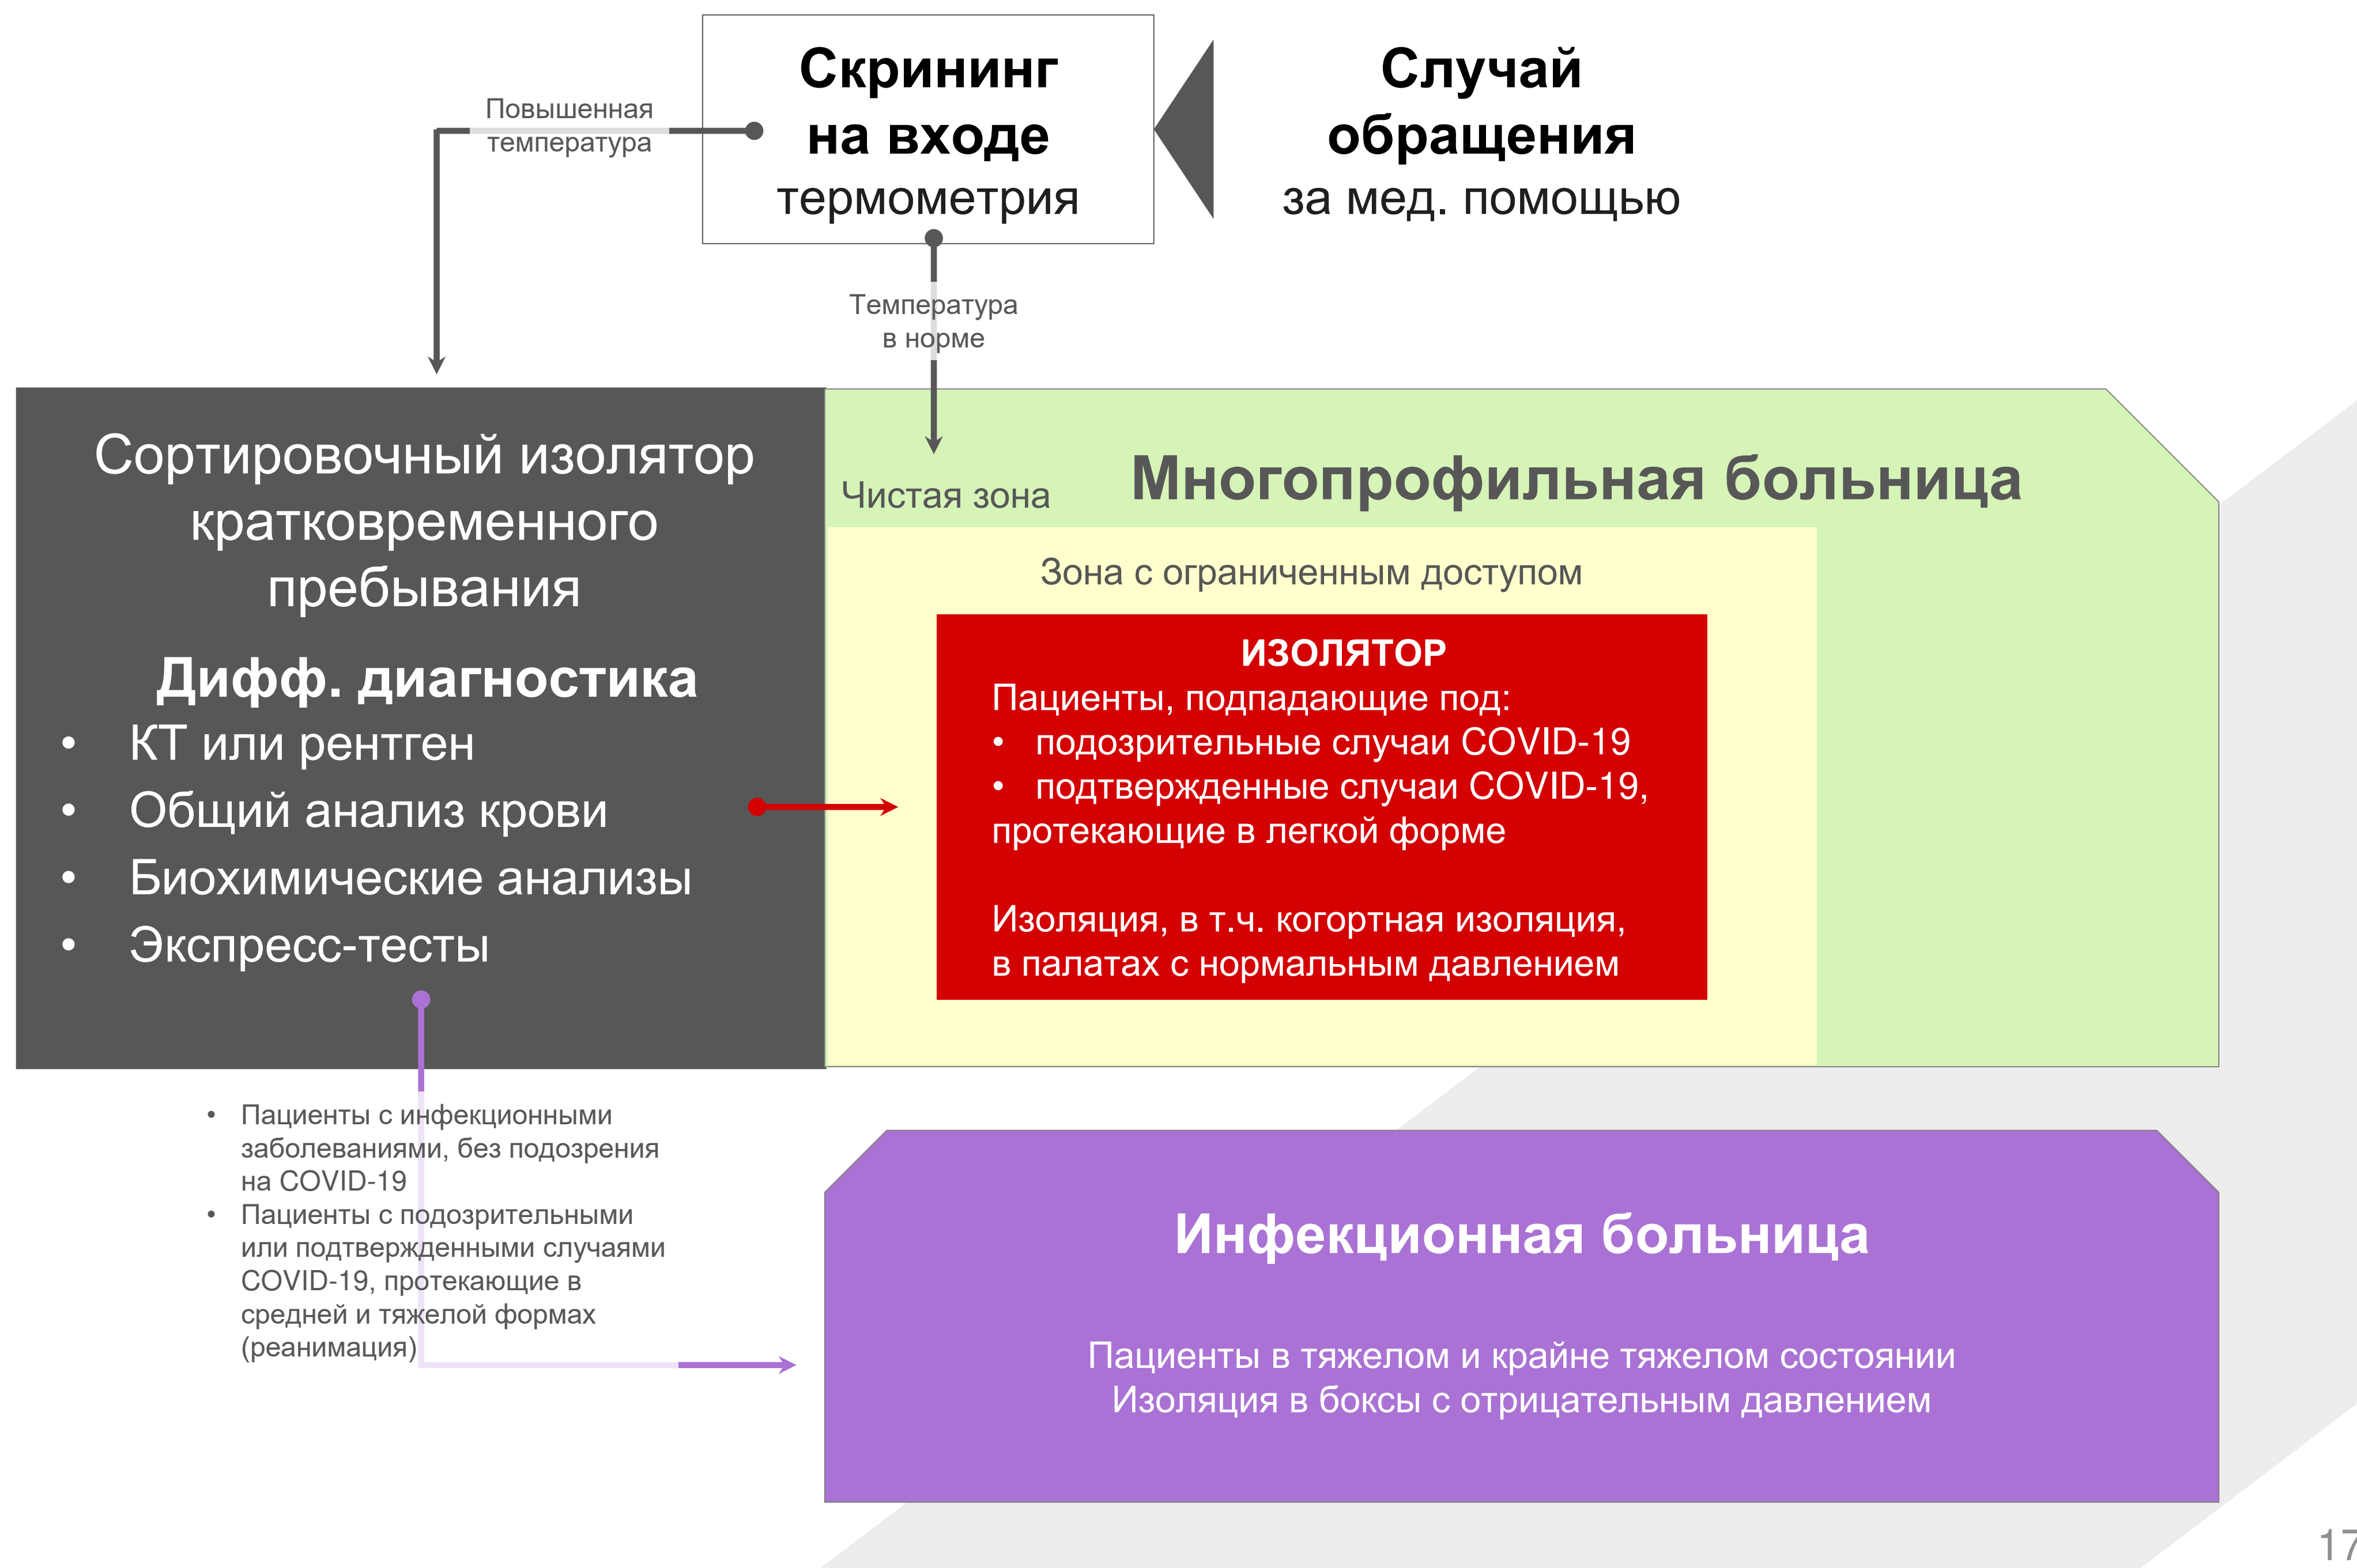 Скрининг
на входе
термометрия
Случай
обращения
за мед. помощью
Повышенная
температура
Температура
в норме
Сортировочный изолятор
кратковременного
пребывания
Дифф. диагностика
• КТ или рентген
• Общий анализ крови
• Биохимические анализы
• Экспресс-тесты
Чистая зона
Многопрофильная больница
Зона с ограниченным доступом
ИЗОЛЯТОР
Пациенты, подпадающие под:
• подозрительные случаи COVID-19
• подтвержденные случаи COVID-19,
протекающие в легкой форме
Изоляция, в т.ч. когортная изоляция,
в палатах с нормальным давлением
• Пациенты с инфекционными
заболеваниями, без подозрения
на COVID-19
• Пациенты с подозрительными
или подтвержденными случаями
COVID-19, протекающие в
средней и тяжелой формах
(реанимация)
Инфекционная больница
Пациенты в тяжелом и крайне тяжелом состоянии
Изоляция в боксы с отрицательным давлением
17